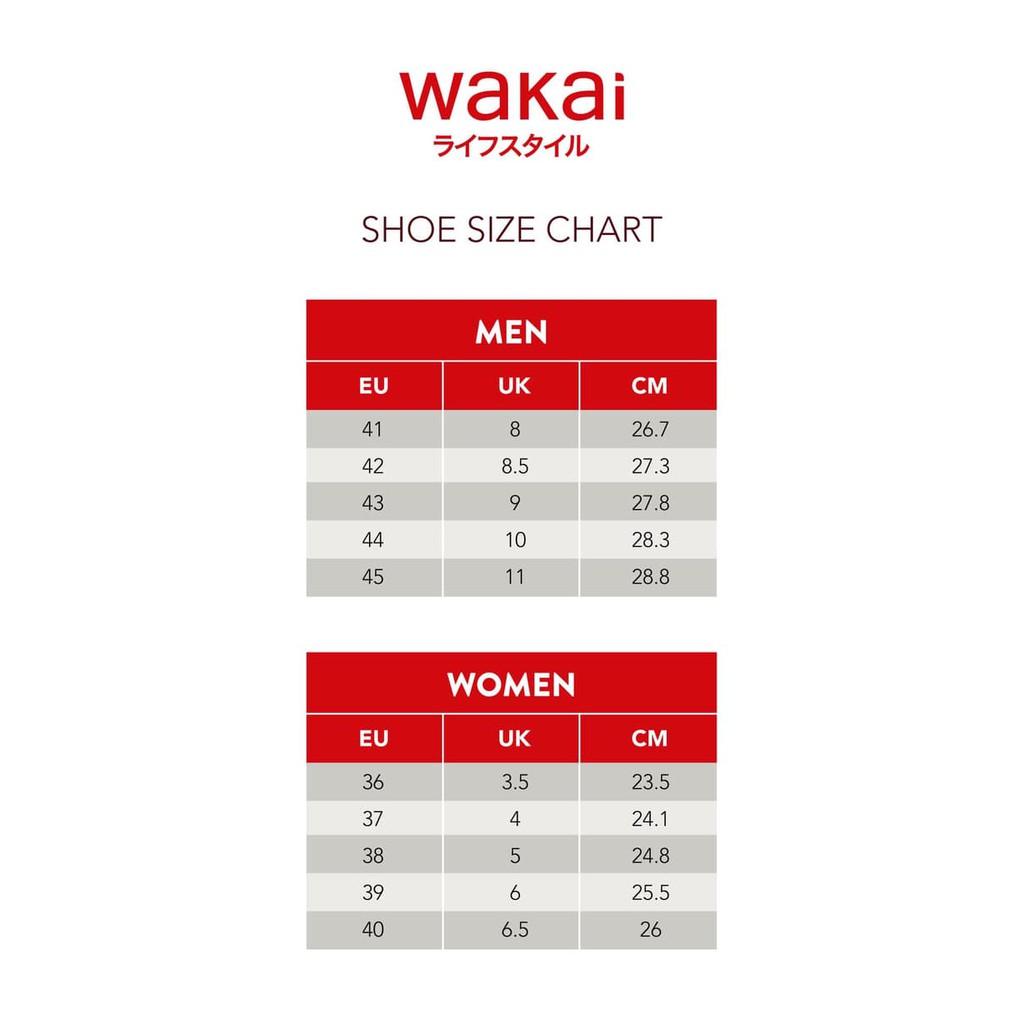 wakai
ライフスタイル
SHOE SIZE CHART
MEN
EU UK CM
41 8 26.7
42 8.5 27.3
43 9 27.8
44 10 28.3
45 11 28.8
WOMEN
EU UK CM
36 3.5 23.5
37 4 24.1
38 5 24.8
39 6 25.5
40 6.5 26